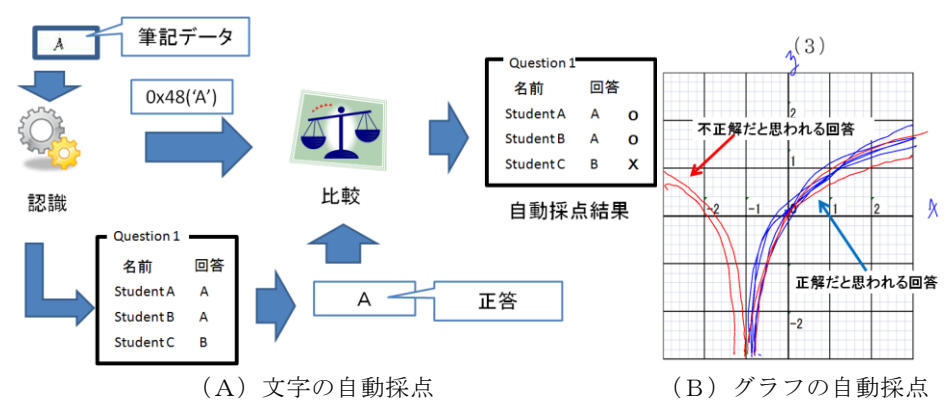 A
筆記データ
0x48('A')
認識
比較
Question 1
名前 回答
Student A A O
Student B A O
Student C B X
自動採点結果
Question 1
名前 回答
Student A A
Student B A
Student C B
A
正答
(A) 文字の自動採点
(3)
y
2
不正解だと思われる回答
1
-2 -1 0 1 2
x
正解だと思われる回答
-2
(B) グラフの自動採点